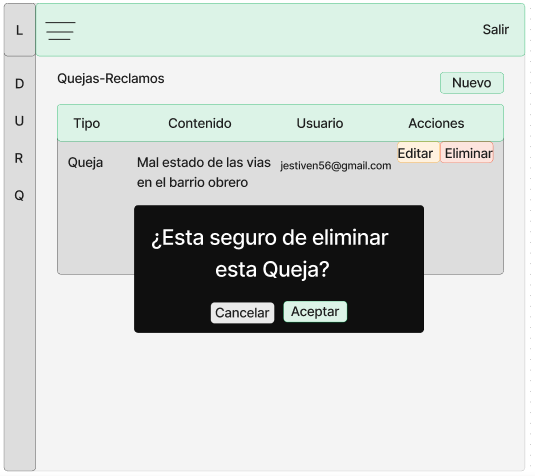 L
Salir
D
U
R
Q
Quejas-Reclamos
Nuevo
Tipo Contenido Usuario Acciones
Queja
Mal estado de las vias
en el barrio obrero
jestiven56@gmail.com
Editar Eliminar
¿Esta seguro de eliminar
esta Queja?
Cancelar Aceptar